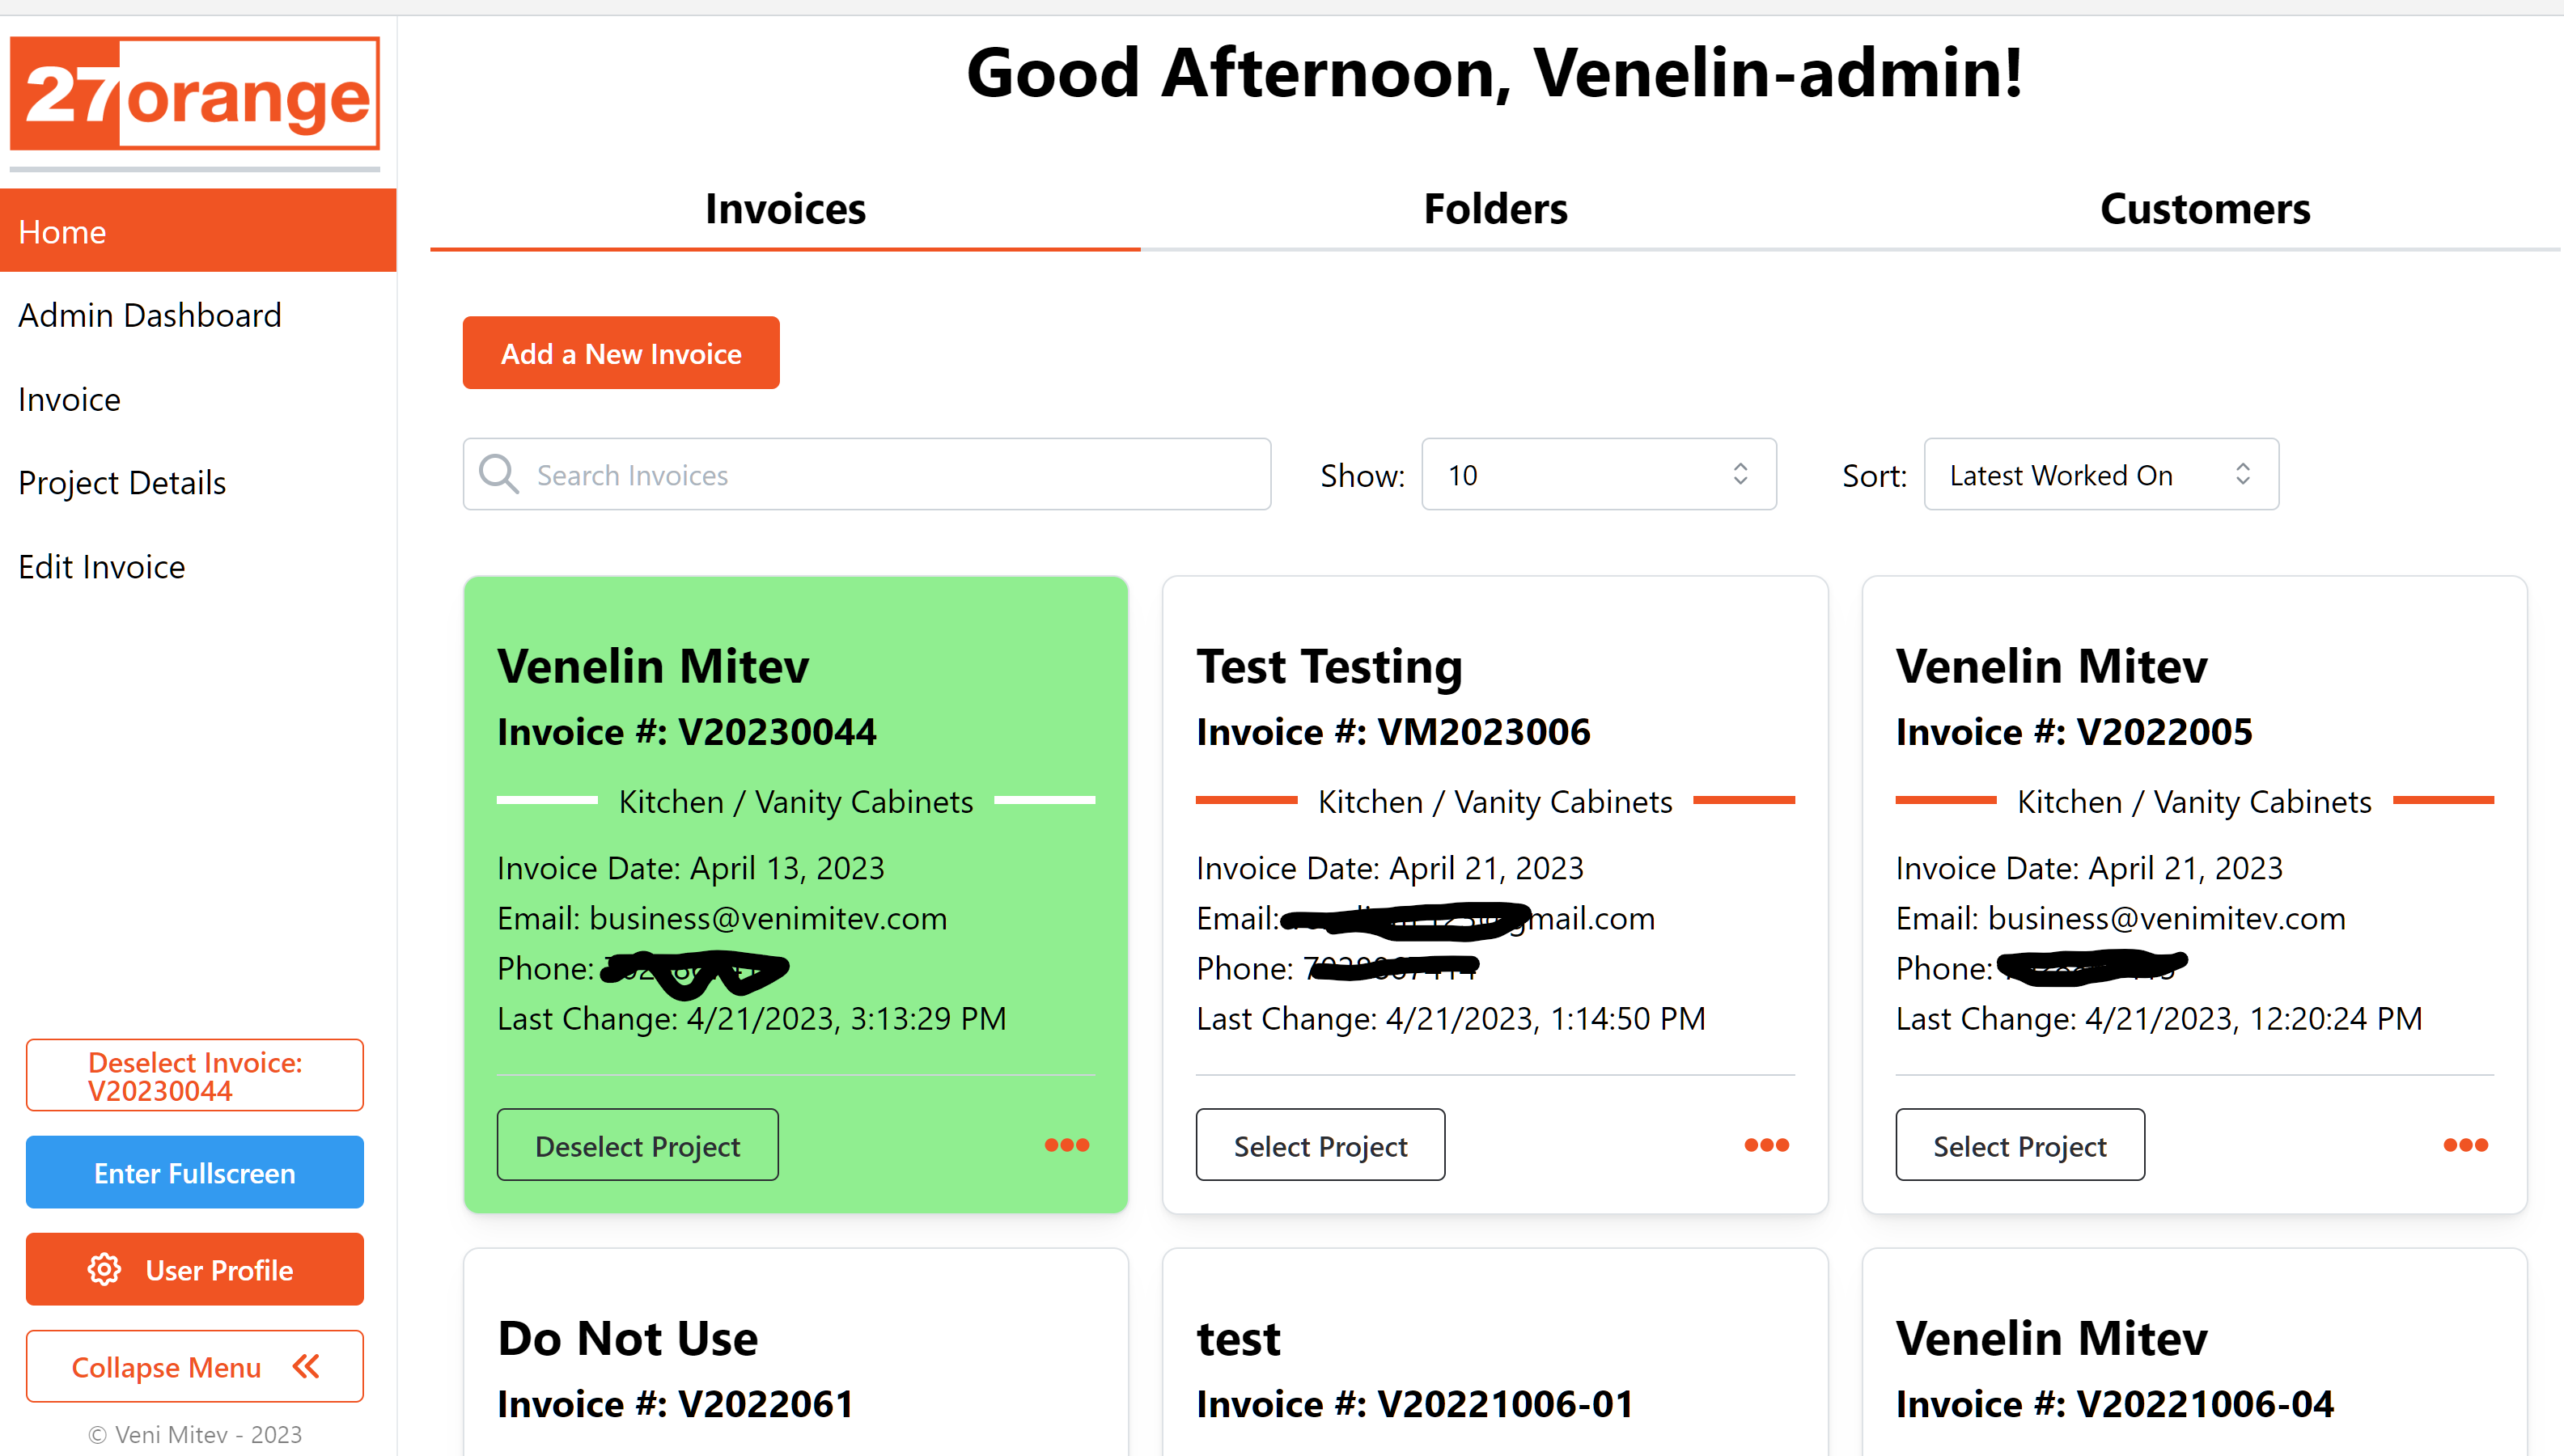 27orange
Good Afternoon, Venelin-admin!
Home
Admin Dashboard
Invoice
Project Details
Edit Invoice
Invoices
Folders
Customers
Add a New Invoice
Search Invoices
Show:
10
Sort:
Latest Worked On
Venelin Mitev
Invoice #: V20230044
Kitchen / Vanity Cabinets
Invoice Date: April 13, 2023
Email: business@venimitev.com
Phone:
Last Change: 4/21/2023, 3:13:29 PM
Deselect Project
Test Testing
Invoice #: VM2023006
Kitchen / Vanity Cabinets
Invoice Date: April 21, 2023
Email:
Phone:
Last Change: 4/21/2023, 1:14:50 PM
Select Project
Venelin Mitev
Invoice #: V2022005
Kitchen / Vanity Cabinets
Invoice Date: April 21, 2023
Email: business@venimitev.com
Phone:
Last Change: 4/21/2023, 12:20:24 PM
Select Project
Do Not Use
Invoice #: V2022061
test
Invoice #: V20221006-01
Venelin Mitev
Invoice #: V20221006-04
Deselect Invoice:
V20230044
Enter Fullscreen
User Profile
Collapse Menu
© Veni Mitev - 2023